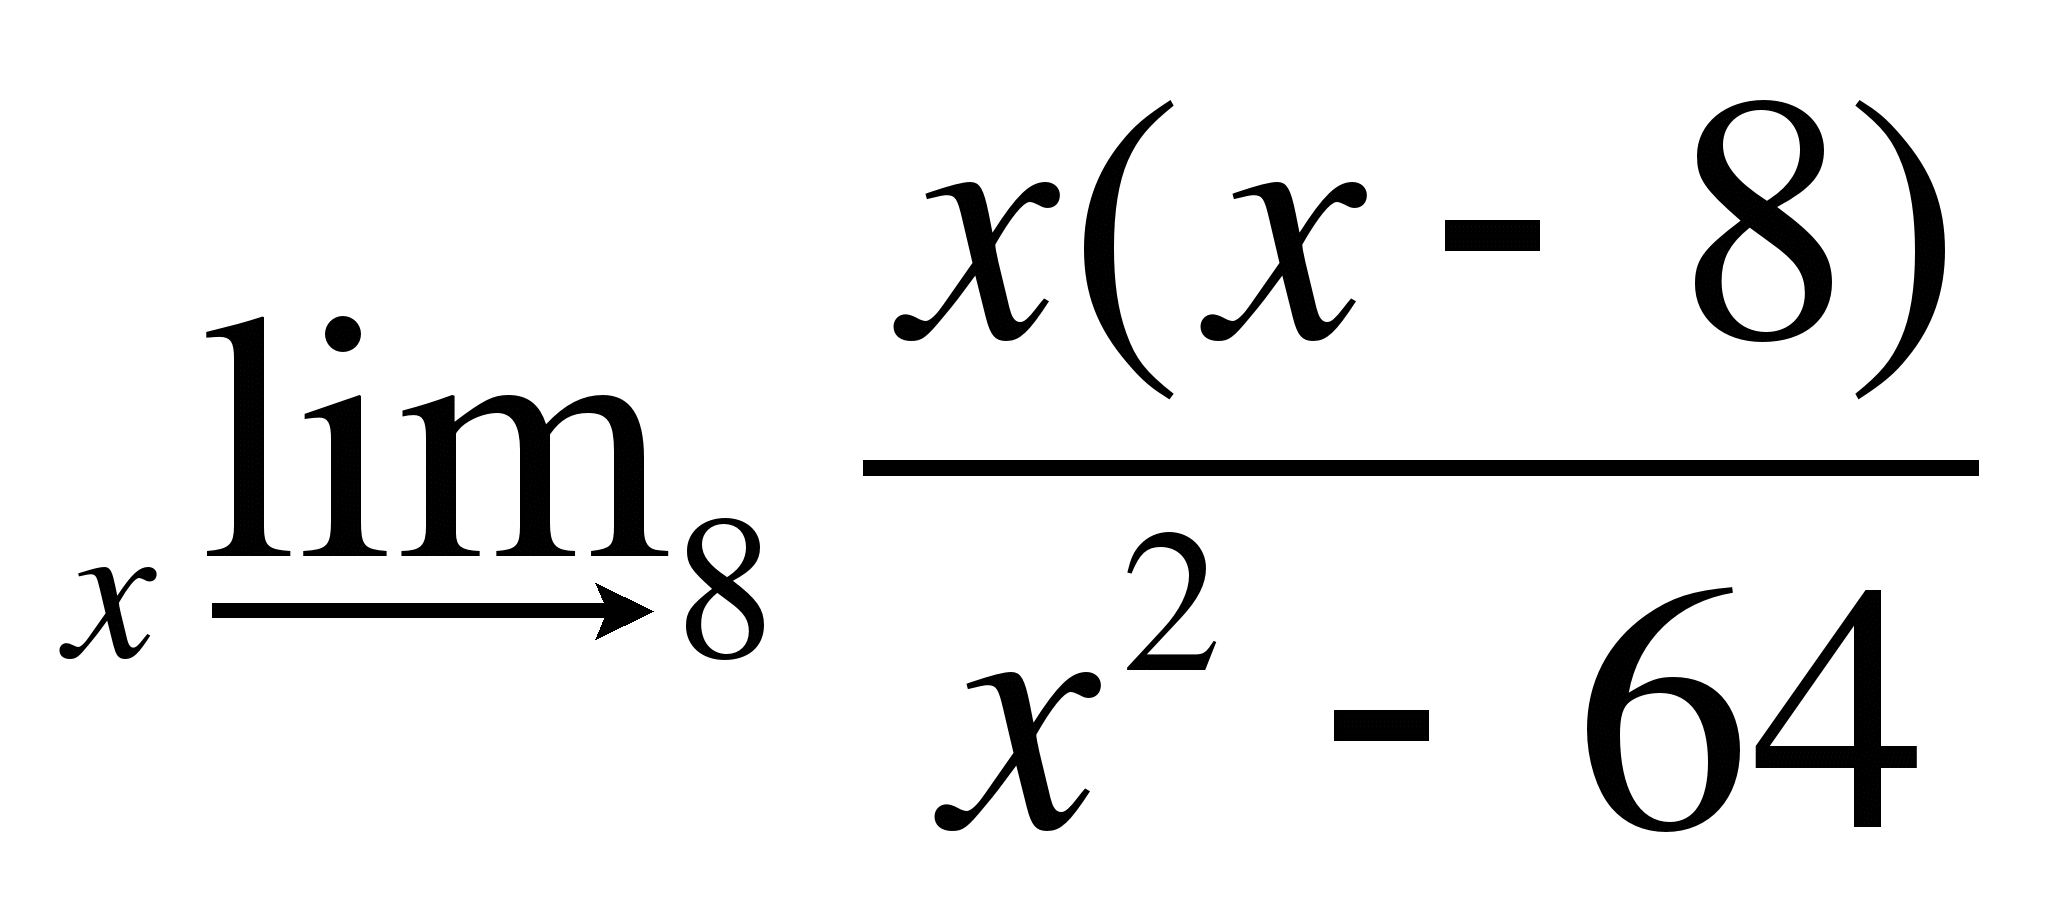 lim x→8 x(x - 8) / x² - 64